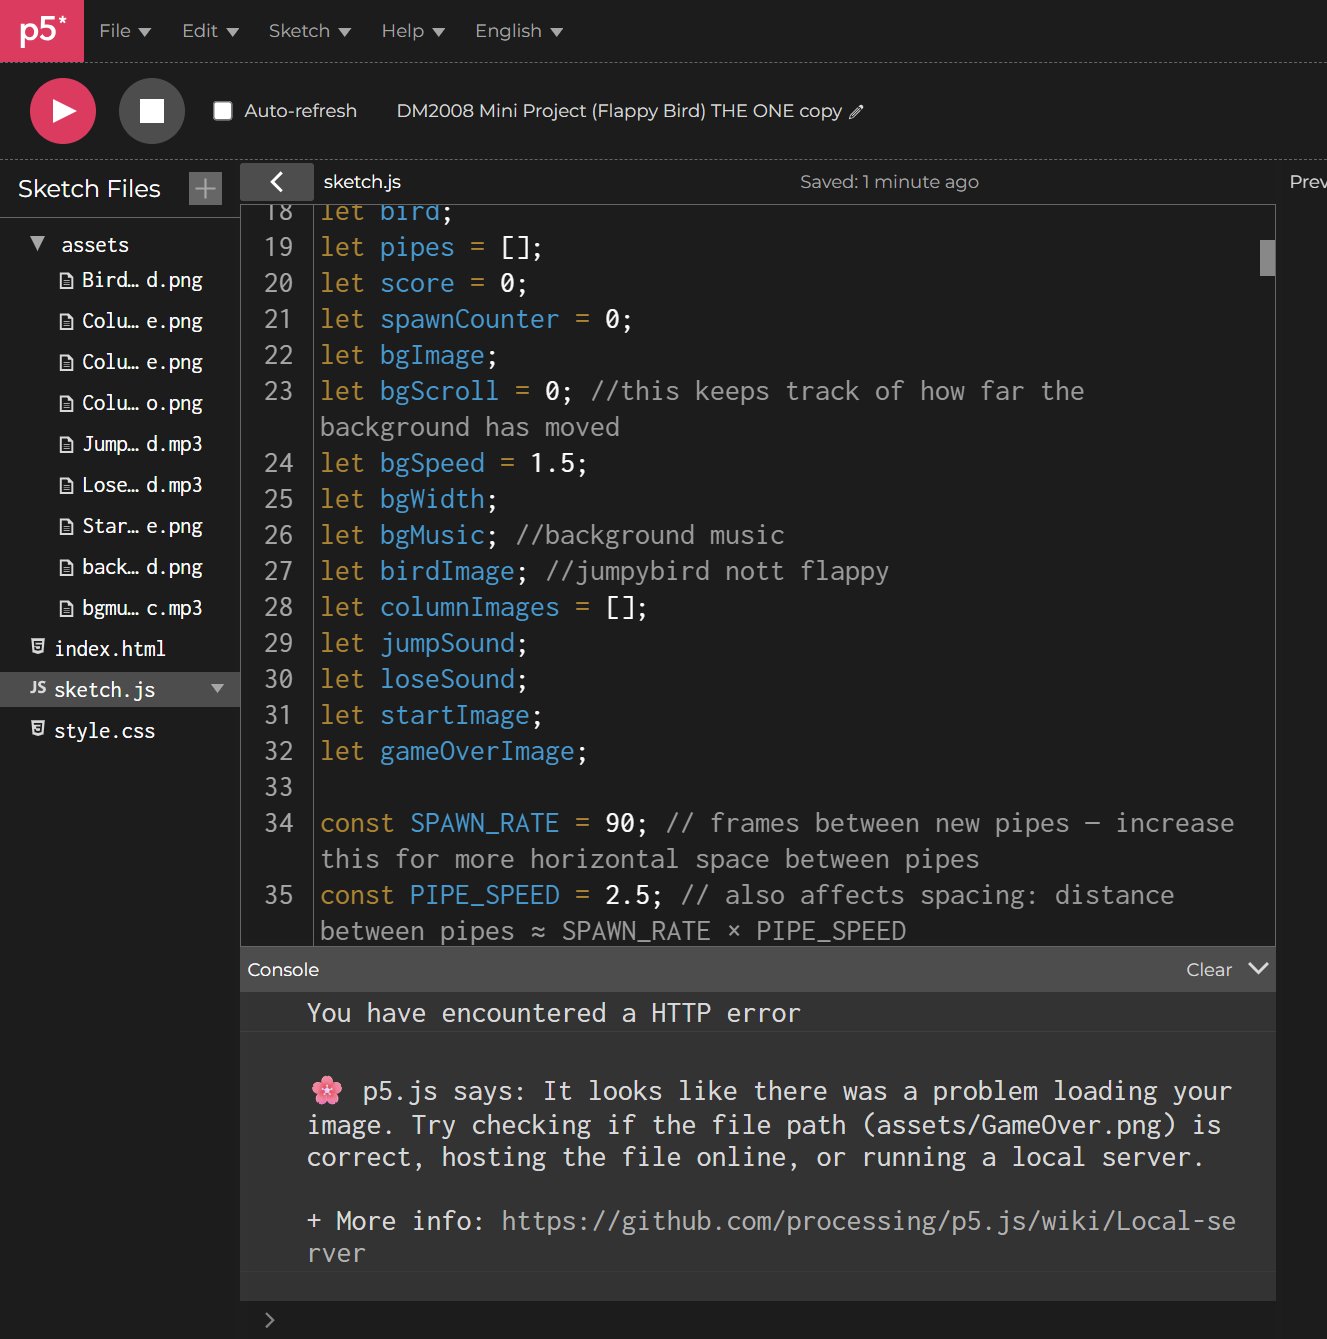 p5*
File
Edit
Sketch
Help
English
Auto-refresh
DM2008 Mini Project (Flappy Bird) THE ONE copy
Sketch Files
+
sketch.js
Saved: 1 minute ago
Prev
assets
Bird… d.png
Colu… e.png
Colu… e.png
Colu… o.png
Jump… d.mp3
Lose… d.mp3
Star… e.png
back… d.png
bgmu… c.mp3
index.html
JS sketch.js
style.css
18 let bird;
19 let pipes = [];
20 let score = 0;
21 let spawnCounter = 0;
22 let bgImage;
23 let bgScroll = 0; //this keeps track of how far the
background has moved
24 let bgSpeed = 1.5;
25 let bgWidth;
26 let bgMusic; //background music
27 let birdImage; //jumpybird nott flappy
28 let columnImages = [];
29 let jumpSound;
30 let loseSound;
31 let startImage;
32 let gameOverImage;
33
34 const SPAWN_RATE = 90; // frames between new pipes — increase
this for more horizontal space between pipes
35 const PIPE_SPEED = 2.5; // also affects spacing: distance
between pipes ≈ SPAWN_RATE × PIPE_SPEED
Console
Clear
You have encountered a HTTP error
🌸 p5.js says: It looks like there was a problem loading your
image. Try checking if the file path (assets/GameOver.png) is
correct, hosting the file online, or running a local server.
+ More info: https://github.com/processing/p5.js/wiki/Local-se
rver
>